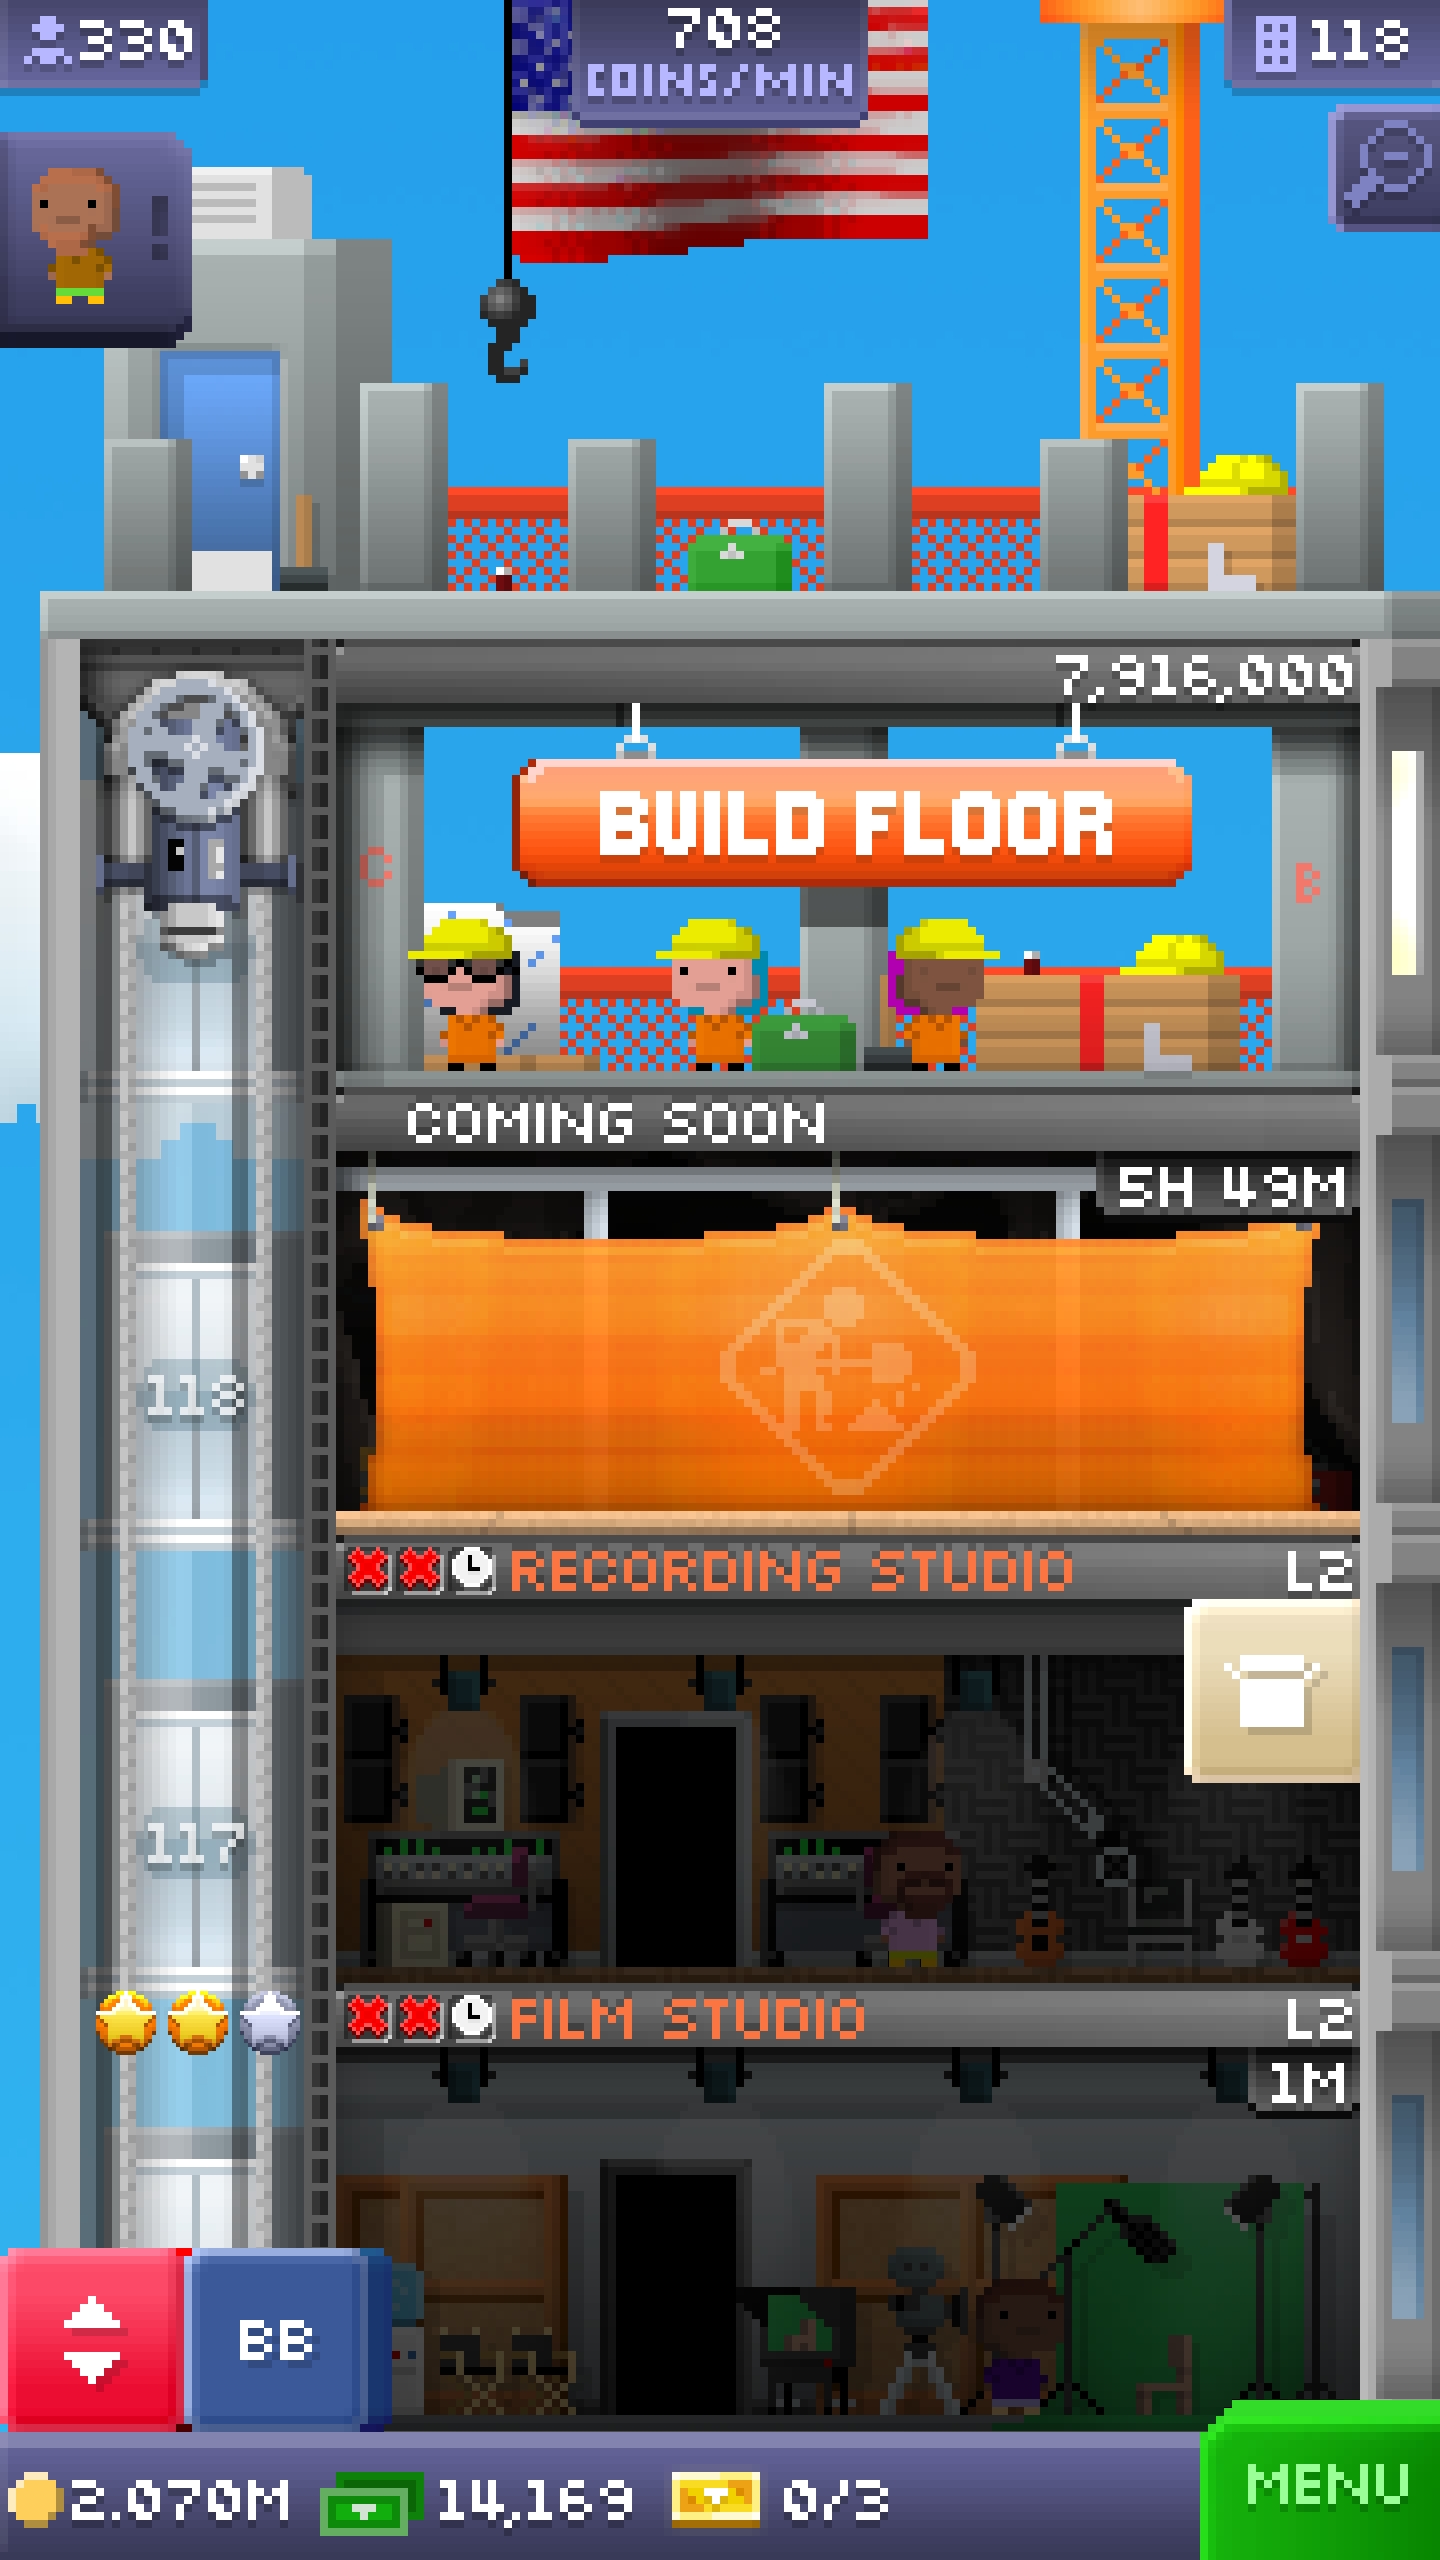 330
708
COINS/MIN
118
7,916,000
BUILD FLOOR
C
B
COMING SOON
5H 49M
118
RECORDING STUDIO
L2
117
FILM STUDIO
L2
1M
BB
2.070M
14,169
0/3
MENU